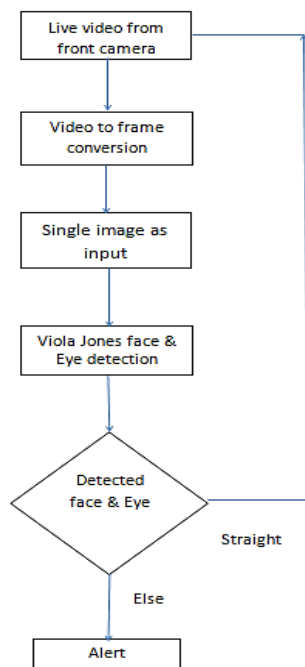 Live video from
front camera
Video to frame
conversion
Single image as
input
Viola Jones face &
Eye detection
Detected
face & Eye
Straight
Else
Alert